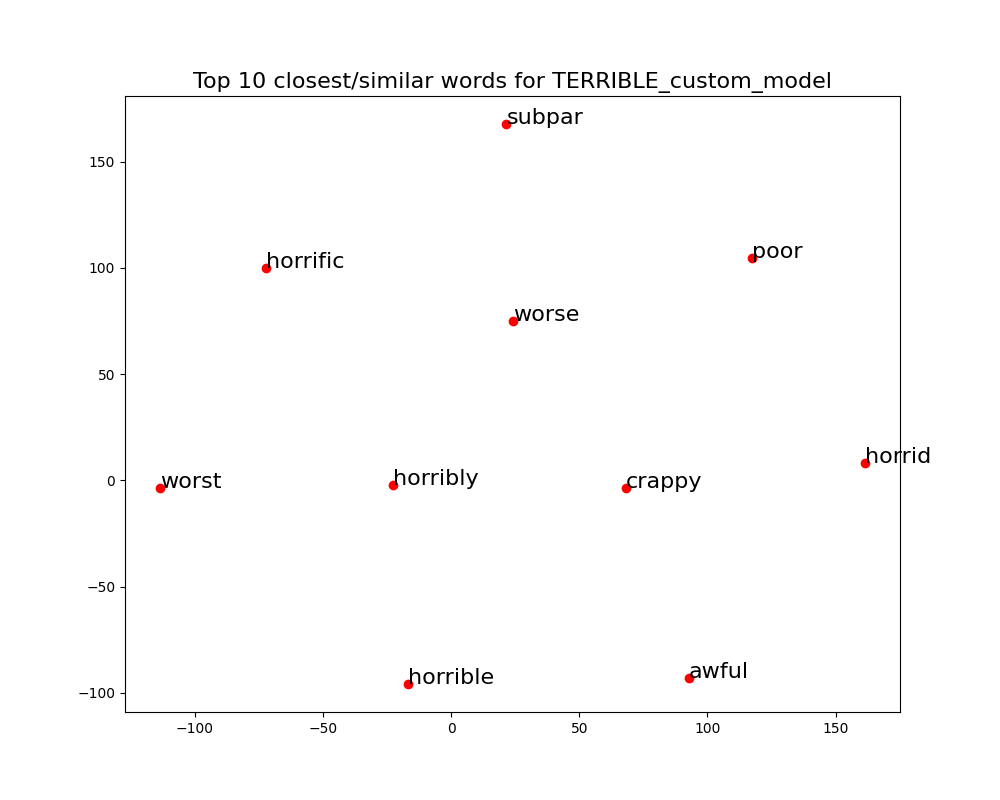 Top 10 closest/similar words for TERRIBLE_custom_model
subpar
150
poor
horrific
100
worse
50
horrid
worst
horribly
crappy
0
−50
horrible
awful
−100
−100
−50
0
50
100
150